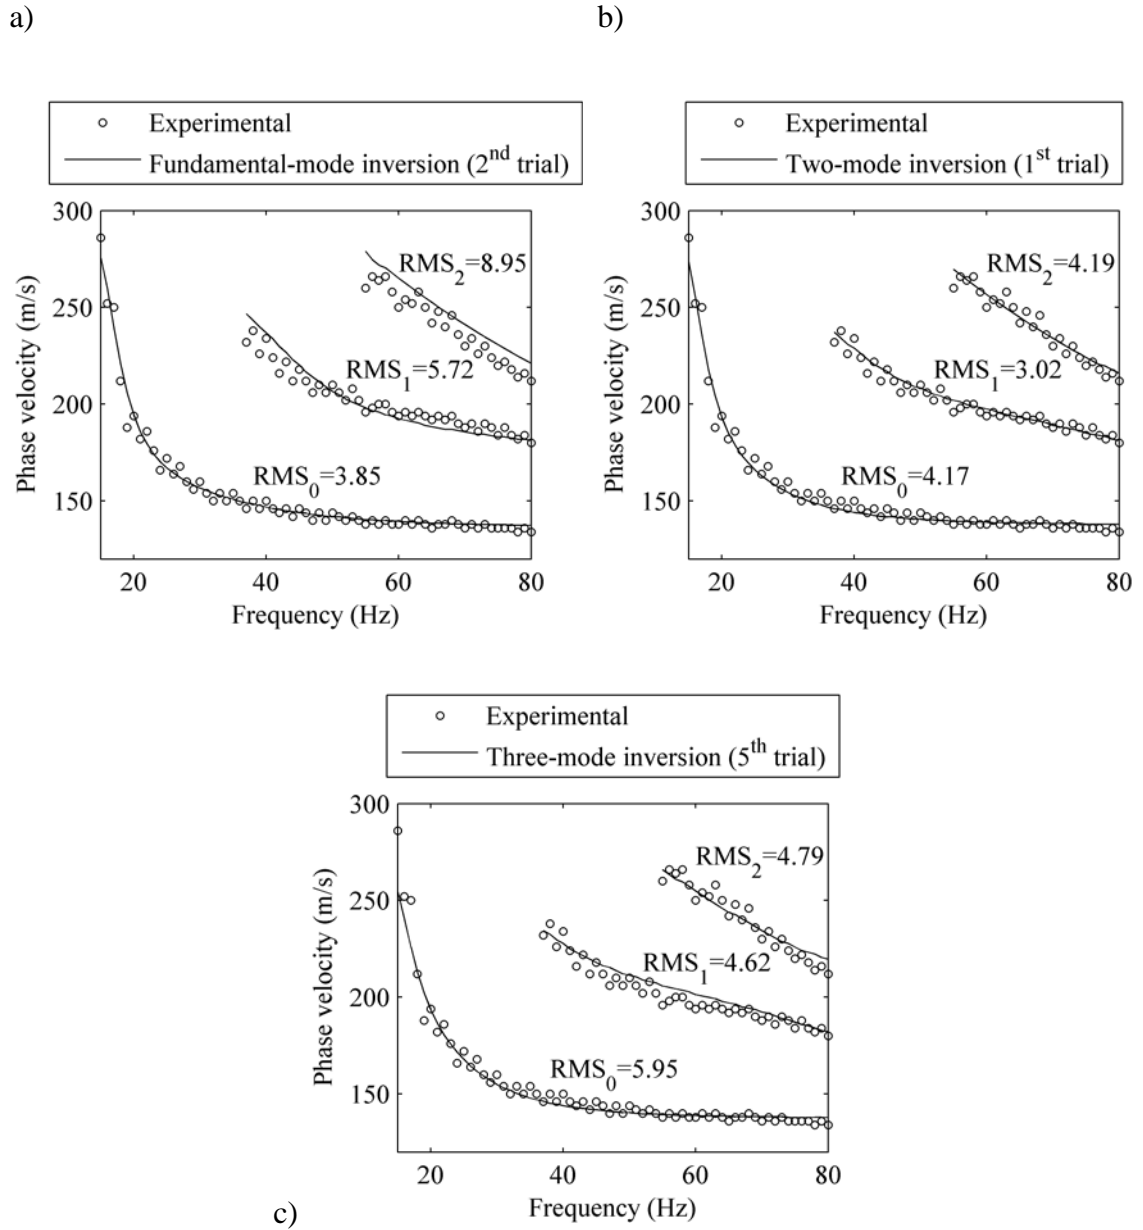 a)
b)
Experimental
Fundamental-mode inversion (2nd trial)
300
250
200
150
20
40
60
80
Phase velocity (m/s)
Frequency (Hz)
RMS2=8.95
RMS1=5.72
RMS0=3.85
Experimental
Two-mode inversion (1st trial)
300
250
200
150
20
40
60
80
Phase velocity (m/s)
Frequency (Hz)
RMS2=4.19
RMS1=3.02
RMS0=4.17
Experimental
Three-mode inversion (5th trial)
300
250
200
150
20
40
60
80
Phase velocity (m/s)
Frequency (Hz)
RMS2=4.79
RMS1=4.62
RMS0=5.95
c)